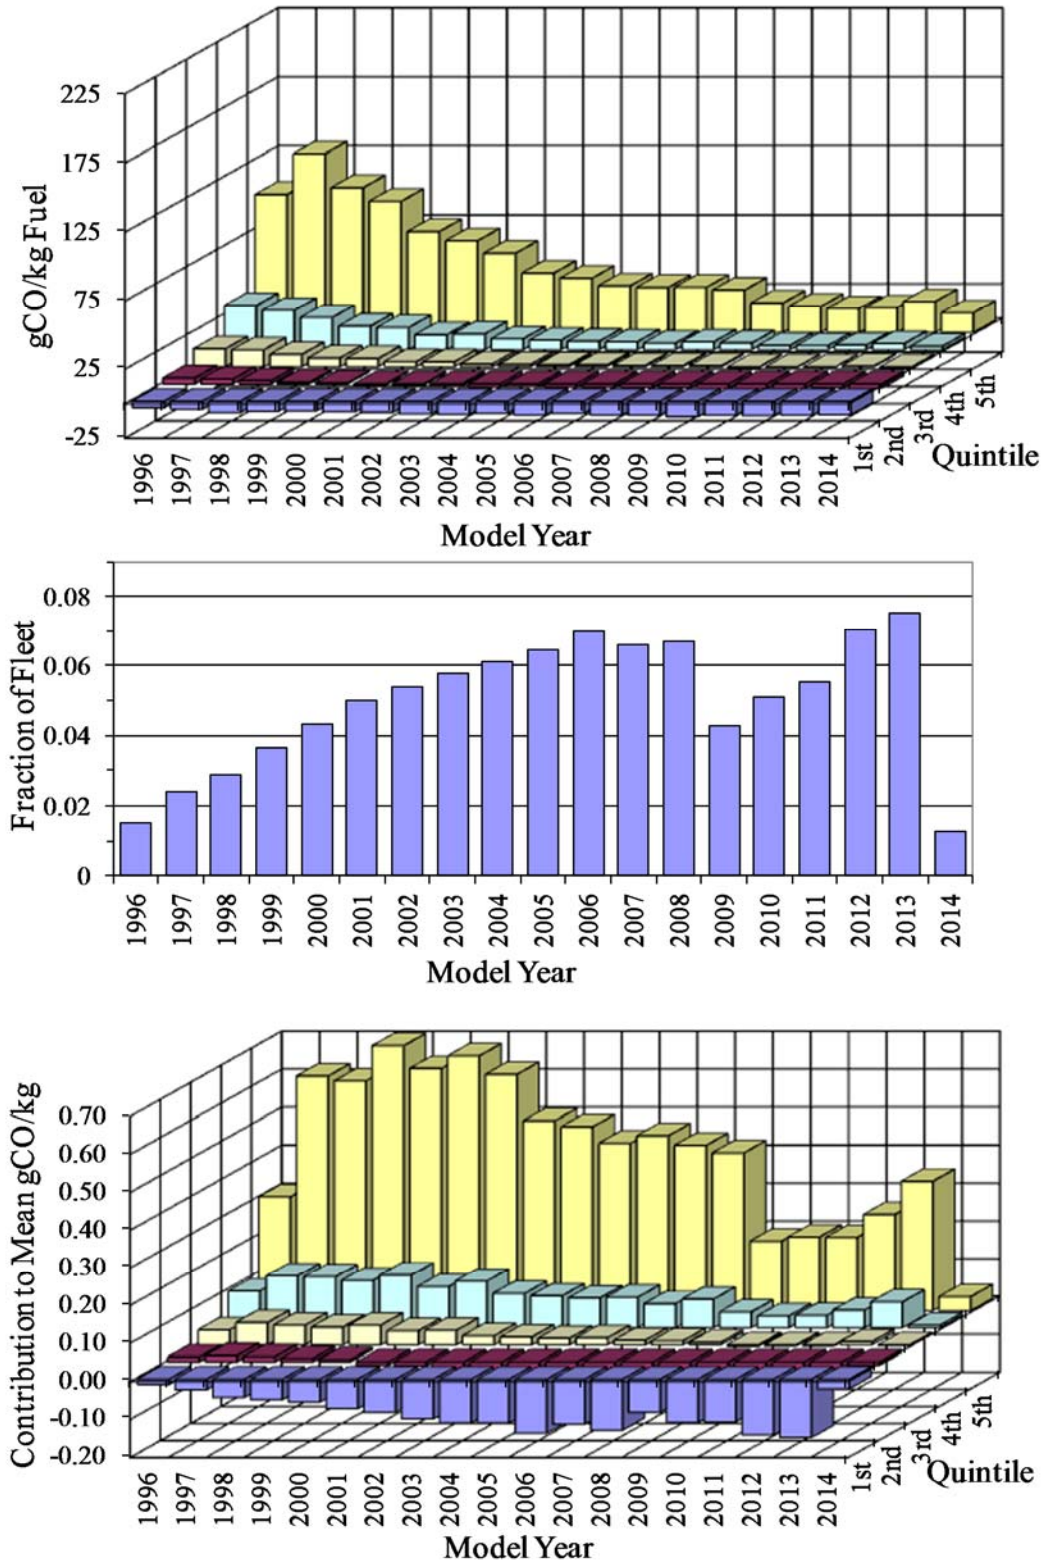 225
175
125
75
25
-25
gCO/kg Fuel
1996 1997 1998 1999 2000 2001 2002 2003 2004 2005 2006 2007 2008 2009 2010 2011 2012 2013 2014
1st 2nd 3rd 4th 5th
Quintile
Model Year
0.08
0.06
0.04
0.02
0
Fraction of Fleet
1996 1997 1998 1999 2000 2001 2002 2003 2004 2005 2006 2007 2008 2009 2010 2011 2012 2013 2014
Model Year
0.70
0.60
0.50
0.40
0.30
0.20
0.10
0.00
-0.10
-0.20
Contribution to Mean gCO/kg
1996 1997 1998 1999 2000 2001 2002 2003 2004 2005 2006 2007 2008 2009 2010 2011 2012 2013 2014
1st 2nd 3rd 4th 5th
Quintile
Model Year